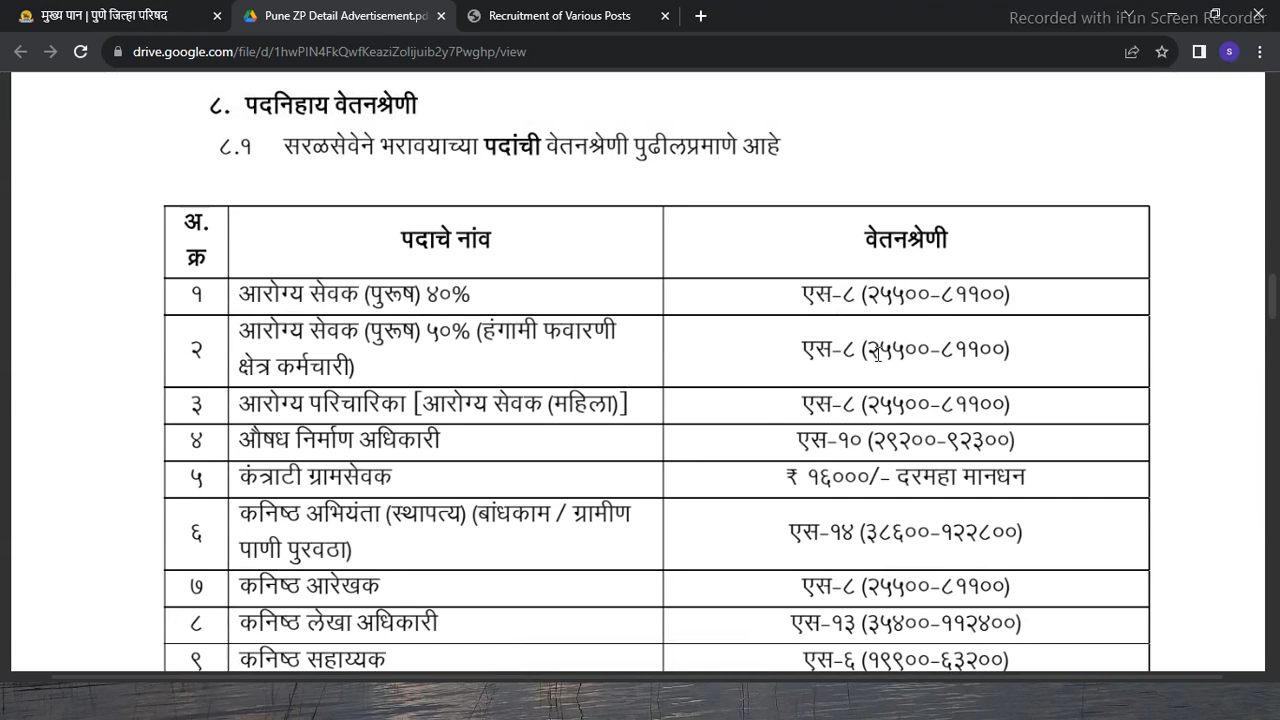 मुख्य पान | पुणे जिल्हा परिषद
Pune ZP Detail Advertisement.pd
Recruitment of Various Posts
Recorded with iFun Screen Recorder
drive.google.com/file/d/1hwPIN4FkQwfKeaziZolijuib2y7Pwghp/view
S
८. पदनिहाय वेतनश्रेणी
८.१ सरळसेवेने भरावयाच्या पदांची वेतनश्रेणी पुढीलप्रमाणे आहे
अ.
क्र
पदाचे नांव
वेतनश्रेणी
१ आरोग्य सेवक (पुरूष) ४०% एस-८ (२५५००-८११००)
२ आरोग्य सेवक (पुरूष) ५०% (हंगामी फवारणी
क्षेत्र कर्मचारी) एस-८ (२५५००-८११००)
३ आरोग्य परिचारिका [आरोग्य सेवक (महिला)] एस-८ (२५५००-८११००)
४ औषध निर्माण अधिकारी एस-१० (२९२००-९२३००)
५ कंत्राटी ग्रामसेवक ₹ १६०००/- दरमहा मानधन
६ कनिष्ठ अभियंता (स्थापत्य) (बांधकाम / ग्रामीण
पाणी पुरवठा) एस-१४ (३८६००-१२२८००)
७ कनिष्ठ आरेखक एस-८ (२५५००-८११००)
८ कनिष्ठ लेखा अधिकारी एस-१३ (३५४००-११२४००)
९ कनिष्ठ सहाय्यक एस-६ (१९९००-६३२००)